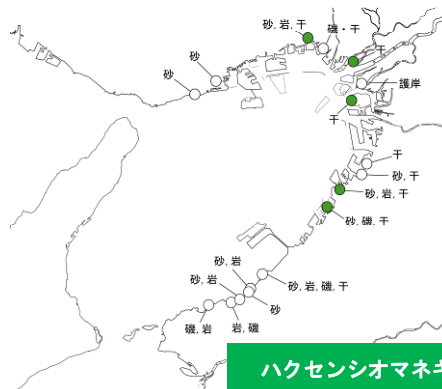 砂, 岩, 干
磯・干
干
砂
砂
護岸
干
干
砂, 干
砂, 岩, 干
砂, 磯, 干
砂, 岩
砂, 岩
砂, 岩, 磯, 干
砂
磯, 岩
岩, 磯
ハクセンシオマネキ